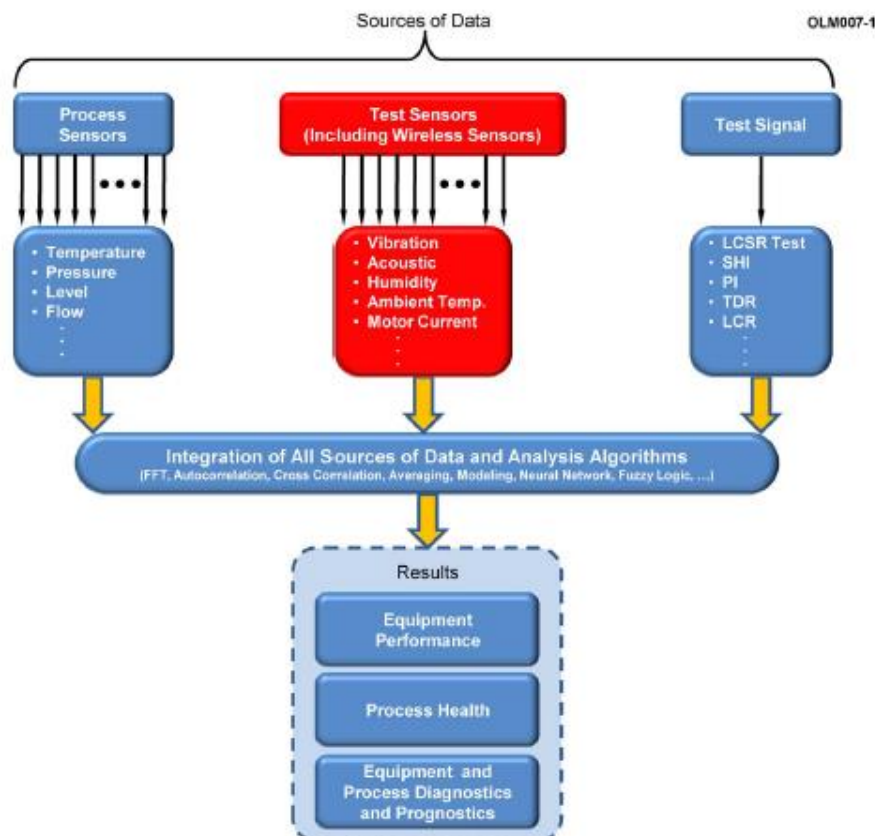 Sources of Data
OLM007-1
Process
Sensors
Test Sensors
(Including Wireless Sensors)
Test Signal
• Temperature
• Pressure
• Level
• Flow
• Vibration
• Acoustic
• Humidity
• Ambient Temp.
• Motor Current
• LCSR Test
• SHI
• PI
• TDR
• LCR
Integration of All Sources of Data and Analysis Algorithms
(FFT, Autocorrelation, Cross Correlation, Averaging, Modeling, Neural Network, Fuzzy Logic, ...)
Results
Equipment
Performance
Process Health
Equipment and
Process Diagnostics
and Prognostics